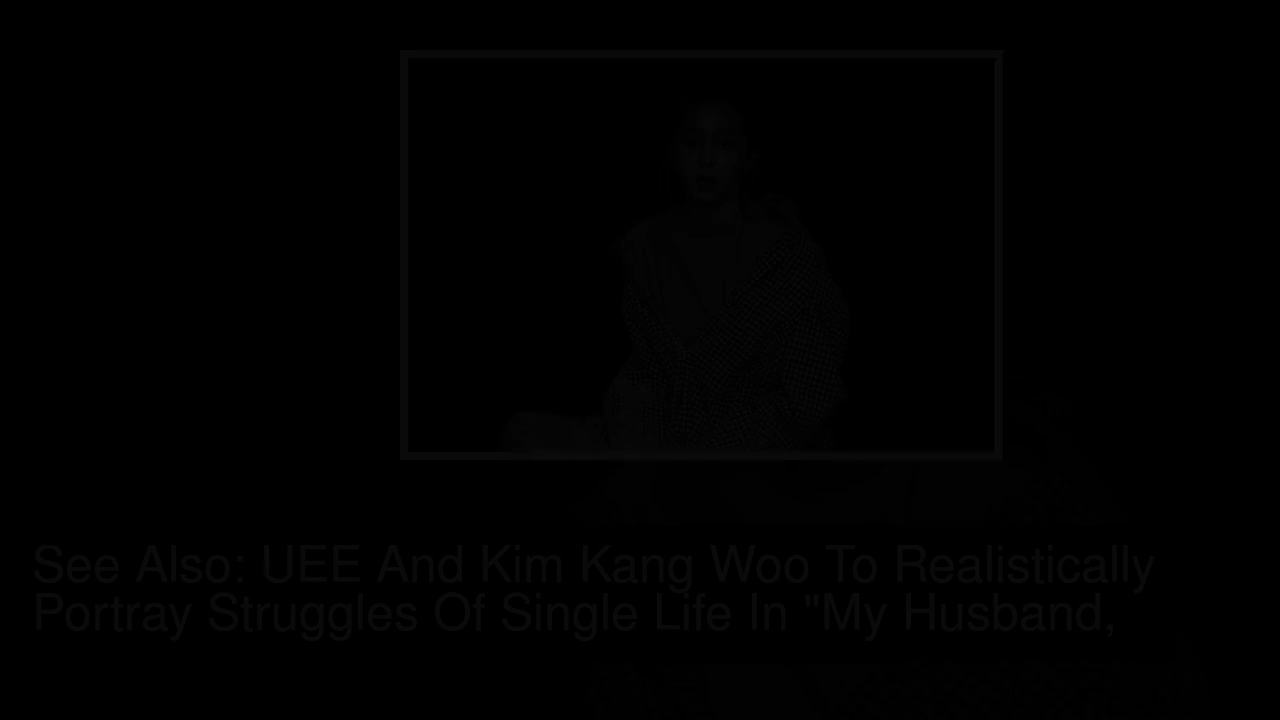 See Also: UEE And Kim Kang Woo To Realistically
Portray Struggles Of Single Life In "My Husband,